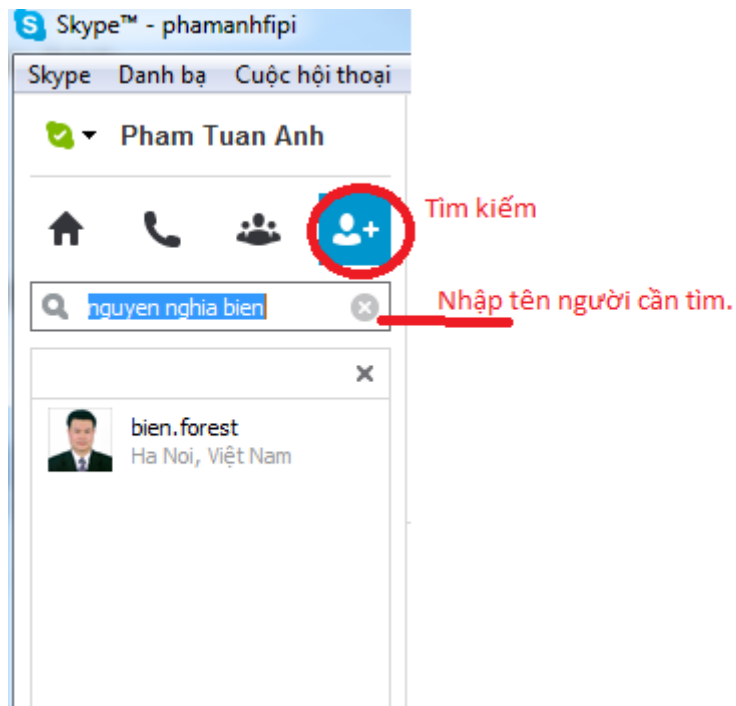 Skype™ - phamanhfipi
Skype Danh bạ Cuộc hội thoại
Pham Tuan Anh
Tìm kiếm
nguyen nghia bien
Nhập tên người cần tìm.
bien.forest
Ha Noi, Việt Nam